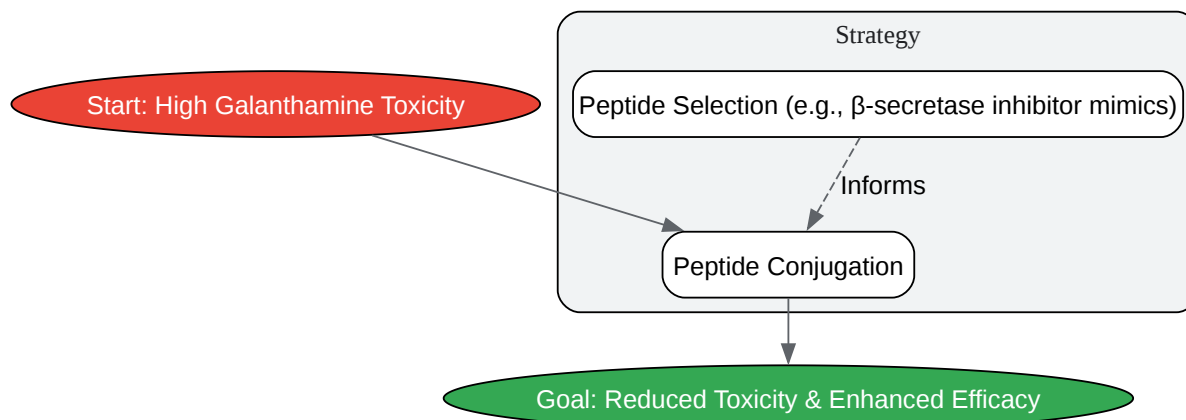 Strategy
Start: High Galanthamine Toxicity
Peptide Selection (e.g., β-secretase inhibitor mimics)
Informs
Peptide Conjugation
Goal: Reduced Toxicity & Enhanced Efficacy